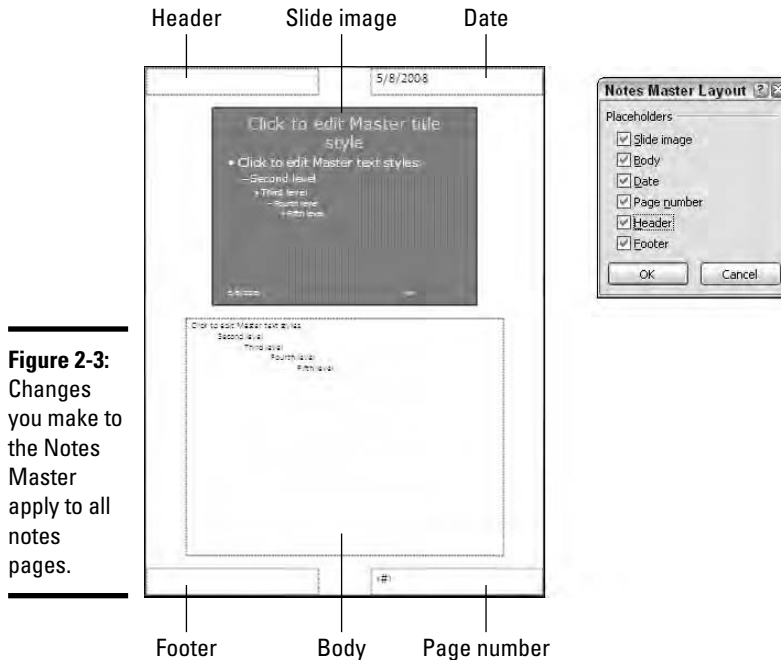 Header Slide image Date
5/8/2008
Click to edit Master title
style
• Click to edit Master text styles
– Second level
• Third level
– Fourth level
• Fifth level
Click to edit Master text styles
Second level
Third level
Fourth level
Fifth level
‹#›
Footer Body Page number
Notes Master Layout
Placeholders
Slide image
Body
Date
Page number
Header
Footer
OK Cancel
Figure 2-3:
Changes
you make to
the Notes
Master
apply to all
notes
pages.